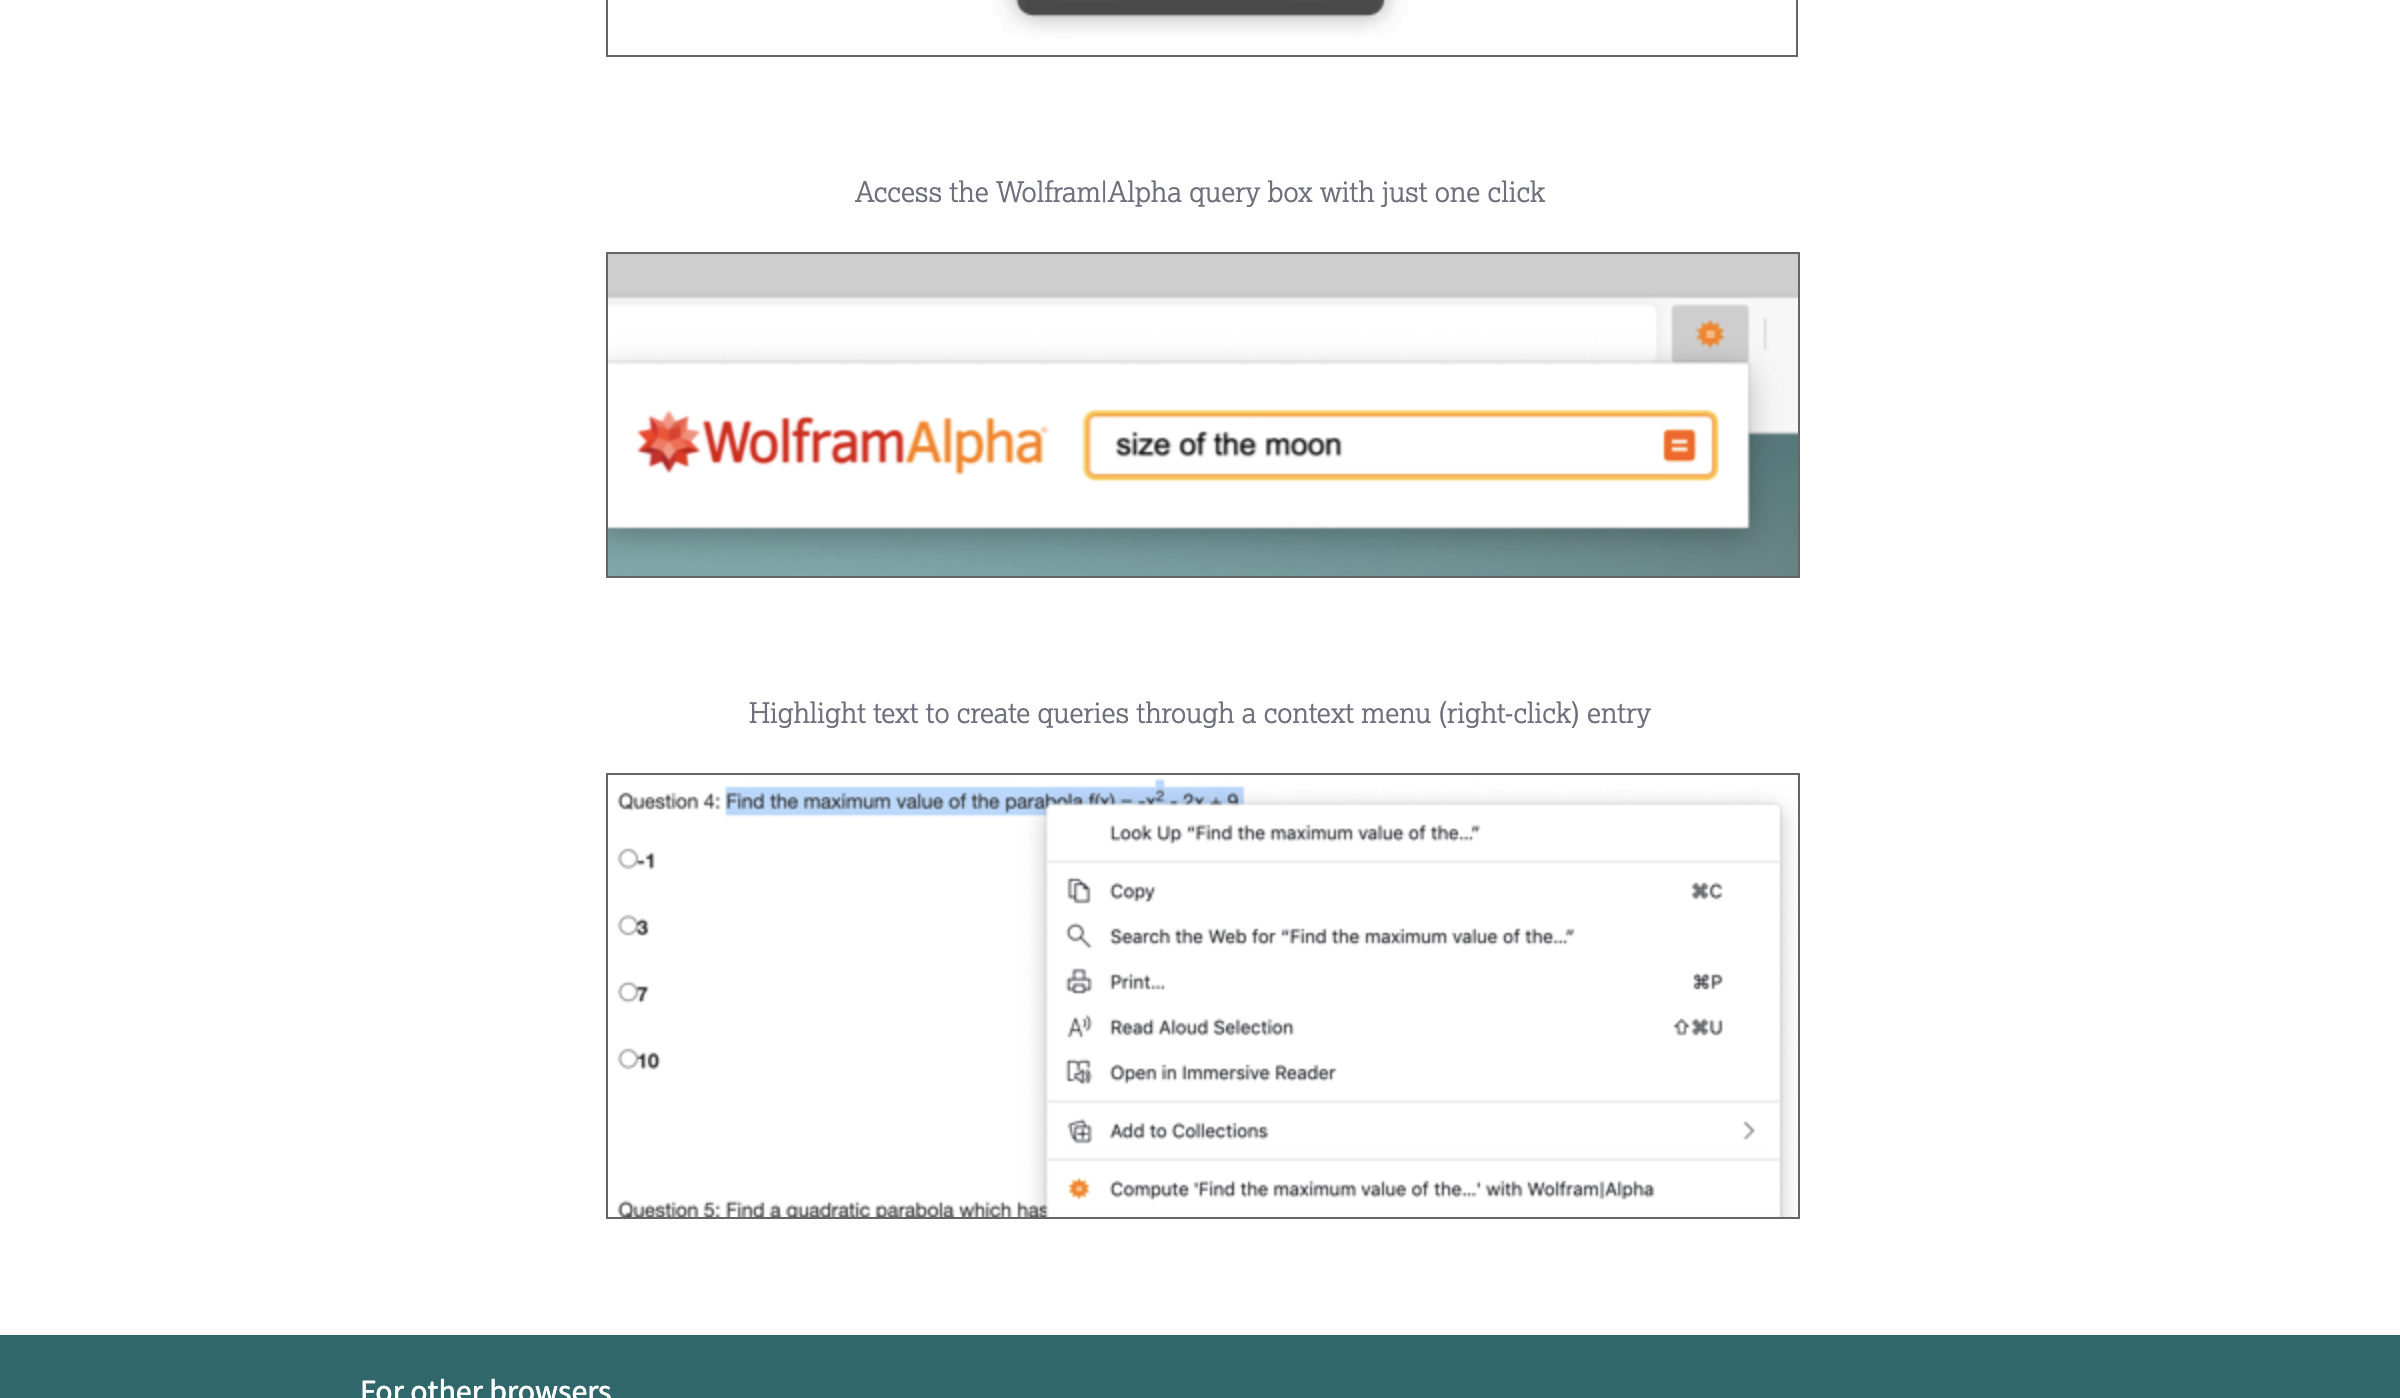 Access the Wolfram|Alpha query box with just one click
WolframAlpha
size of the moon
Highlight text to create queries through a context menu (right-click) entry
Question 4: Find the maximum value of the parabola f(x) = -x² - 2x + 9
-1
3
7
10
Look Up “Find the maximum value of the...”
Copy ⌘C
Search the Web for “Find the maximum value of the...”
Print... ⌘P
Read Aloud Selection ⇧⌘U
Open in Immersive Reader
Add to Collections
Compute 'Find the maximum value of the...' with Wolfram|Alpha
Question 5: Find a quadratic parabola which has
For other browsers